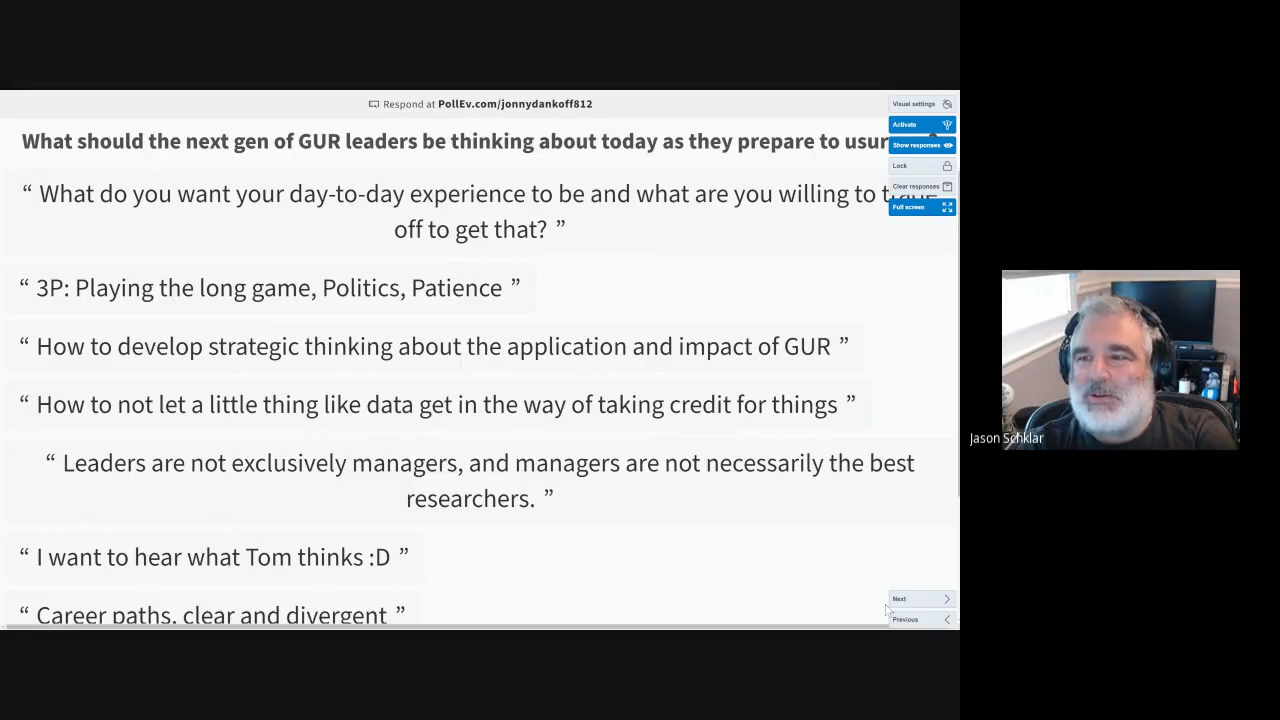 Respond at PollEv.com/jonnydankoff812
What should the next gen of GUR leaders be thinking about today as they prepare to
“ What do you want your day-to-day experience to be and what are you willing to
off to get that? ”
“ 3P: Playing the long game, Politics, Patience ”
“ How to develop strategic thinking about the application and impact of GUR ”
“ How to not let a little thing like data get in the way of taking credit for things ”
“ Leaders are not exclusively managers, and managers are not necessarily the best
researchers. ”
“ I want to hear what Tom thinks :D ”
“ Career paths, clear and divergent ”
Visual settings
Activate
Show responses
Lock
Clear responses
Full screen
Next
Previous
Jason Schklar